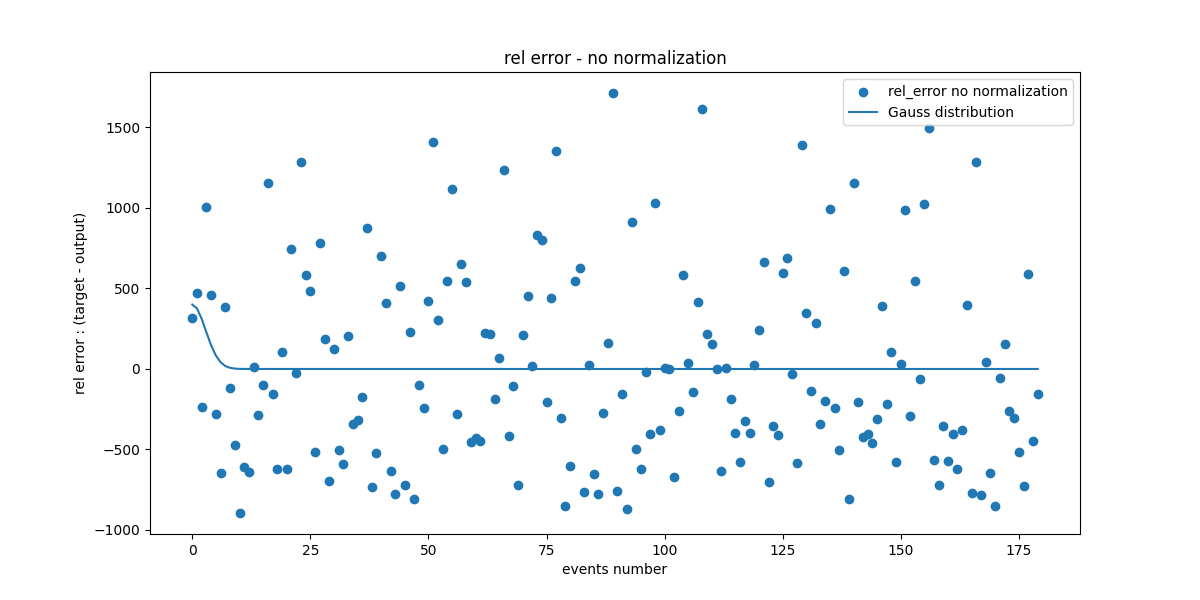 rel error - no normalization
rel_error no normalization
Gauss distribution
rel error : (target - output)
1500
1000
500
0
−500
−1000
0 25 50 75 100 125 150 175
events number